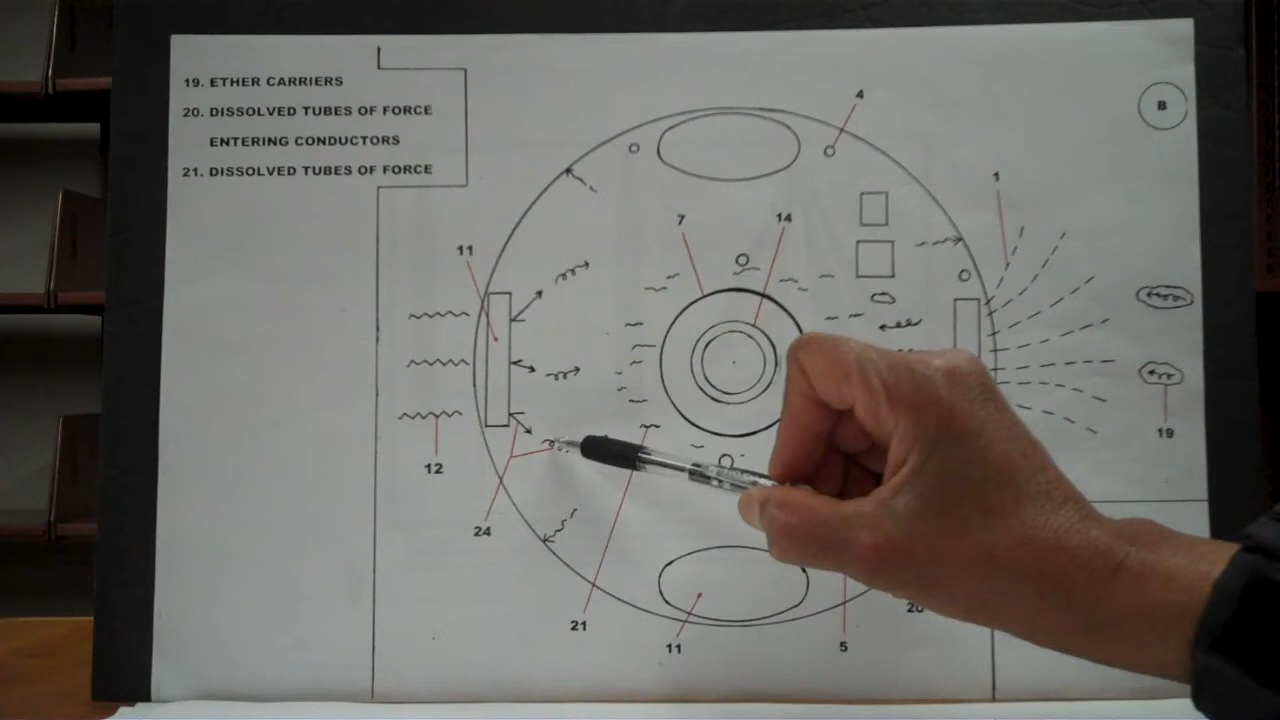 19. ETHER CARRIERS
20. DISSOLVED TUBES OF FORCE
ENTERING CONDUCTORS
21. DISSOLVED TUBES OF FORCE
B
4
1
7
14
11
19
12
24
21
11
5
20